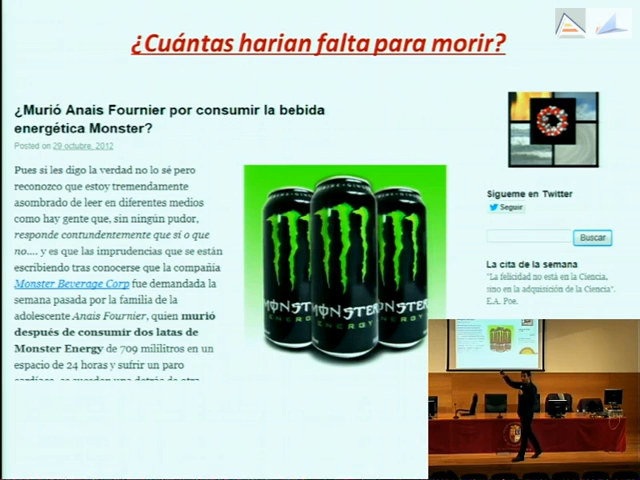 ¿Cuántas harian falta para morir?
¿Murió Anais Fournier por consumir la bebida
energética Monster?
Posted on 29 octubre, 2012
Pues si les digo la verdad no lo sé pero
reconozco que estoy tremendamente
asombrado de leer en diferentes medios
como hay gente que, sin ningún pudor,
responde contundentemente que sí o que
no.... y es que las imprudencias que se están
escribiendo tras conocerse que la compañía
Monster Beverage Corp fue demandada la
semana pasada por la familia de la
adolescente Anais Fournier, quien murió
después de consumir dos latas de
Monster Energy de 709 mililitros en un
espacio de 24 horas y sufrir un paro
MONSTER
ENERGY
MONSTER
ENERGY
MONSTER
ENERGY
Sigueme en Twitter
Seguir
Buscar
La cita de la semana
"La felicidad no está en la Ciencia,
sino en la adquisición de la Ciencia".
E.A. Poe.